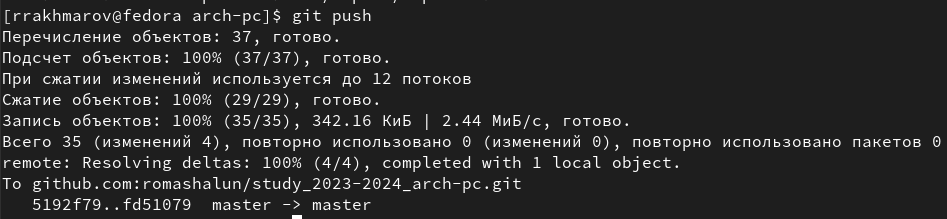 [rrakhmarov@fedora arch-pc]$ git push
Перечисление объектов: 37, готово.
Подсчет объектов: 100% (37/37), готово.
При сжатии изменений используется до 12 потоков
Сжатие объектов: 100% (29/29), готово.
Запись объектов: 100% (35/35), 342.16 КиБ | 2.44 МиБ/с, готово.
Всего 35 (изменений 4), повторно использовано 0 (изменений 0), повторно использовано пакетов 0
remote: Resolving deltas: 100% (4/4), completed with 1 local object.
To github.com:romashalun/study_2023-2024_arch-pc.git
5192f79..fd51079  master -> master